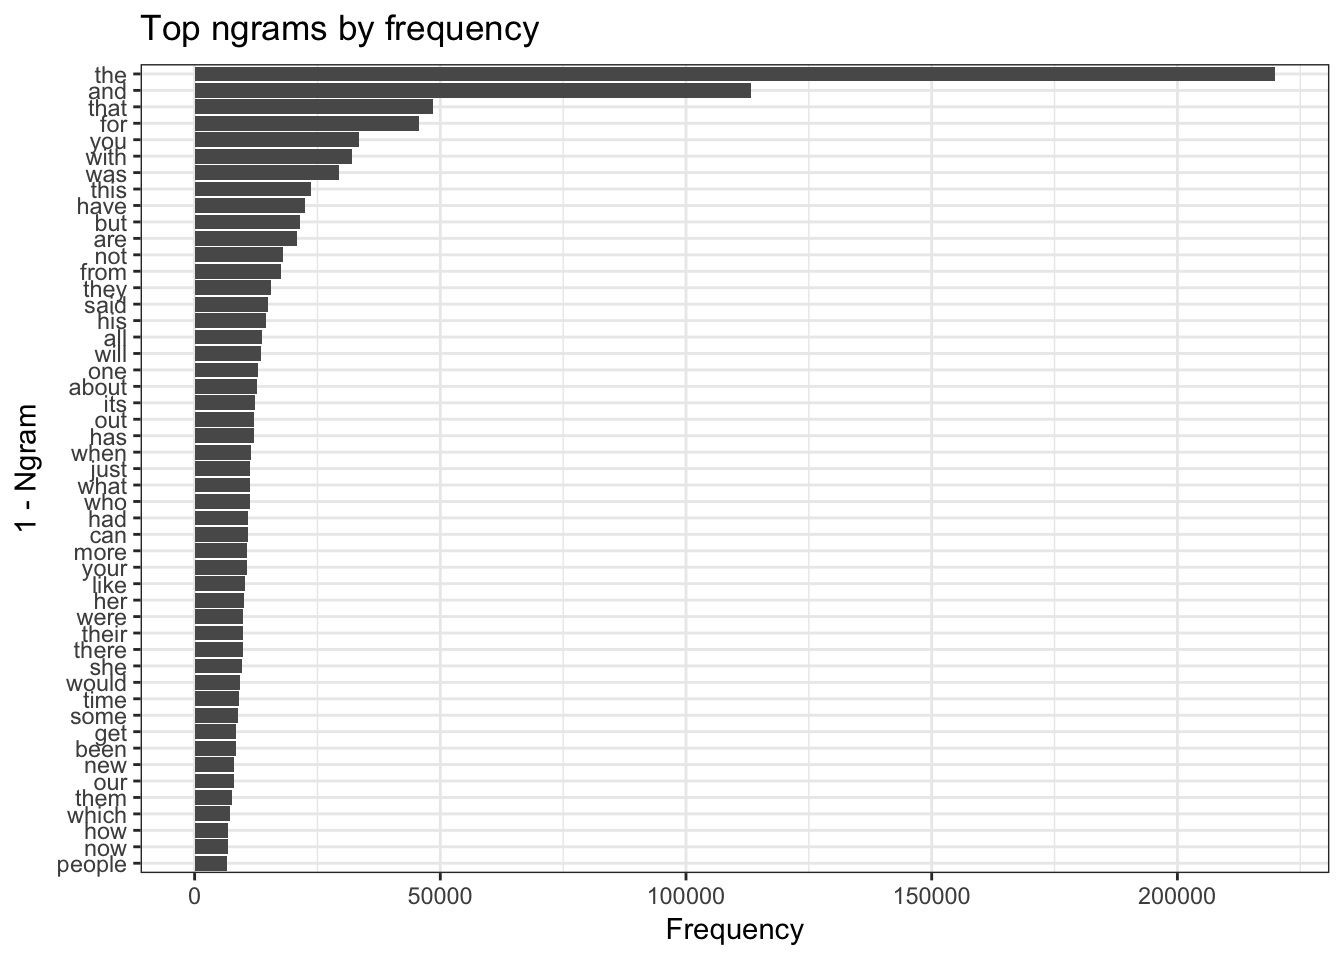 Top ngrams by frequency
the
and
that
for
you
with
was
this
have
but
are
not
from
they
said
his
all
will
one
about
its
out
has
when
just
what
who
had
can
more
your
like
her
were
their
there
she
would
time
some
get
been
new
our
them
which
how
now
people
1 - Ngram
0 50000 100000 150000 200000
Frequency